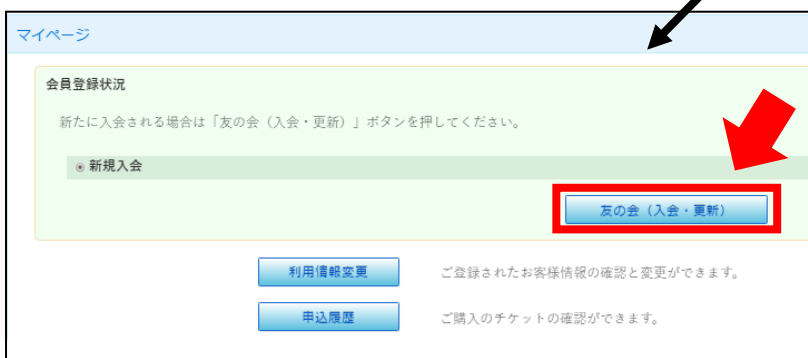 マイページ
会員登録状況
新たに入会される場合は「友の会（入会・更新）」ボタンを押してください。
新規入会
友の会（入会・更新）
利用情報変更 ご登録されたお客様情報の確認と変更ができます。
申込履歴 ご購入のチケットの確認ができます。